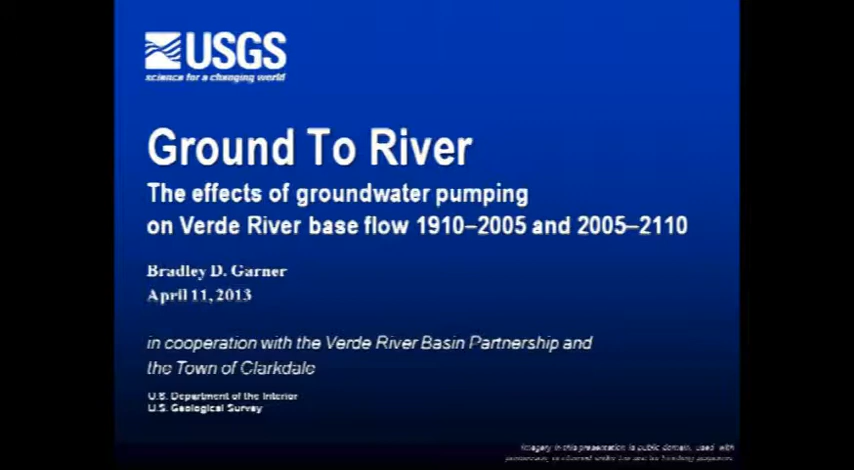 USGS
science for a changing world
Ground To River
The effects of groundwater pumping
on Verde River base flow 1910–2005 and 2005–2110
Bradley D. Garner
April 11, 2013
in cooperation with the Verde River Basin Partnership and
the Town of Clarkdale
U.S. Department of the Interior
U.S. Geological Survey
Imagery in this presentation is public domain, used with